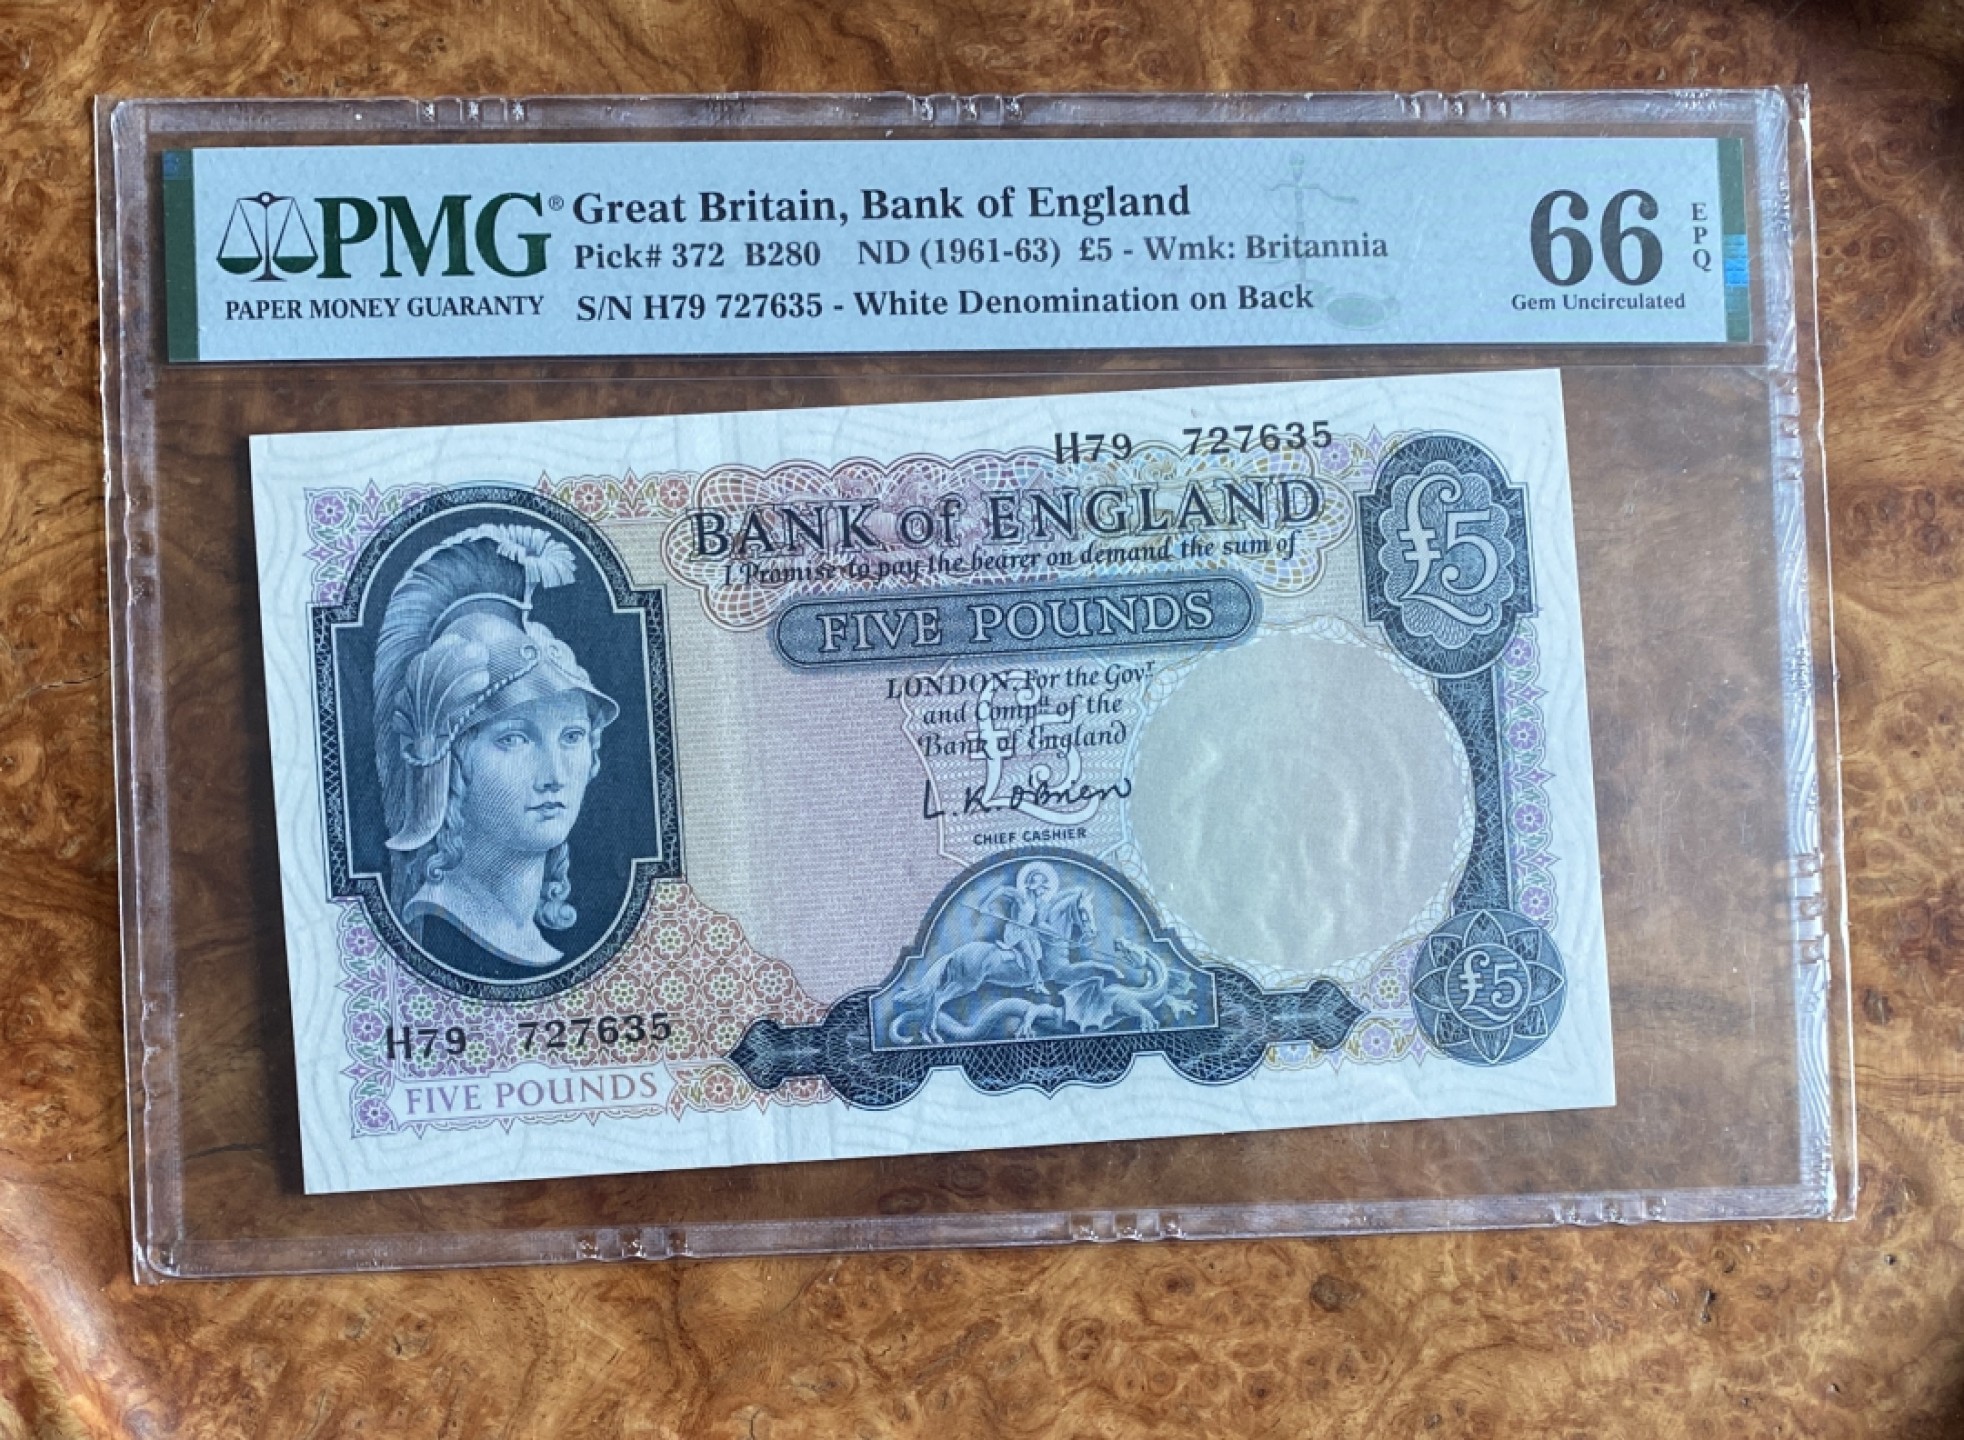 PMG® Great Britain, Bank of England
Pick# 372 B280 ND (1961-63) £5 - Wmk: Britannia
PAPER MONEY GUARANTY S/N H79 727635 - White Denomination on Back
66 EPQ
Gem Uncirculated
H79 727635
BANK of ENGLAND
I Promise to pay the bearer on demand the sum of
£5
FIVE POUNDS
LONDON, For the Govr
and Compa of the
Bank of England
£5
L.K. O'Brien
CHIEF CASHIER
£5
H79 727635
FIVE POUNDS